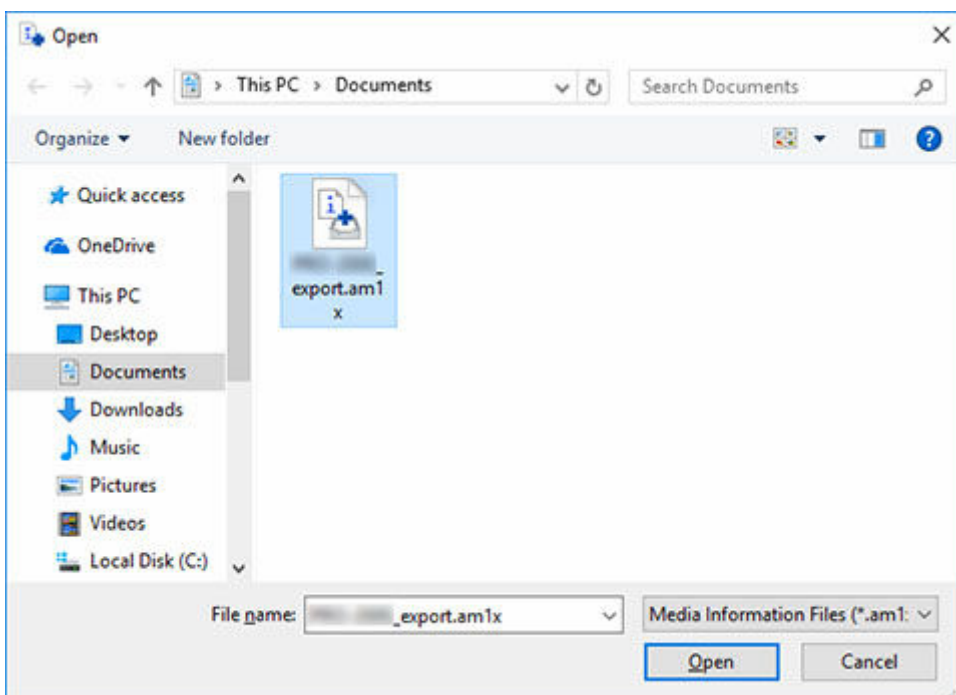 Open
This PC > Documents
Search Documents
Organize
New folder
Quick access
OneDrive
This PC
Desktop
Documents
Downloads
Music
Pictures
Videos
Local Disk (C:)
_
export.am1
x
File name:
_export.am1x
Media Information Files (*.am1:
Open
Cancel